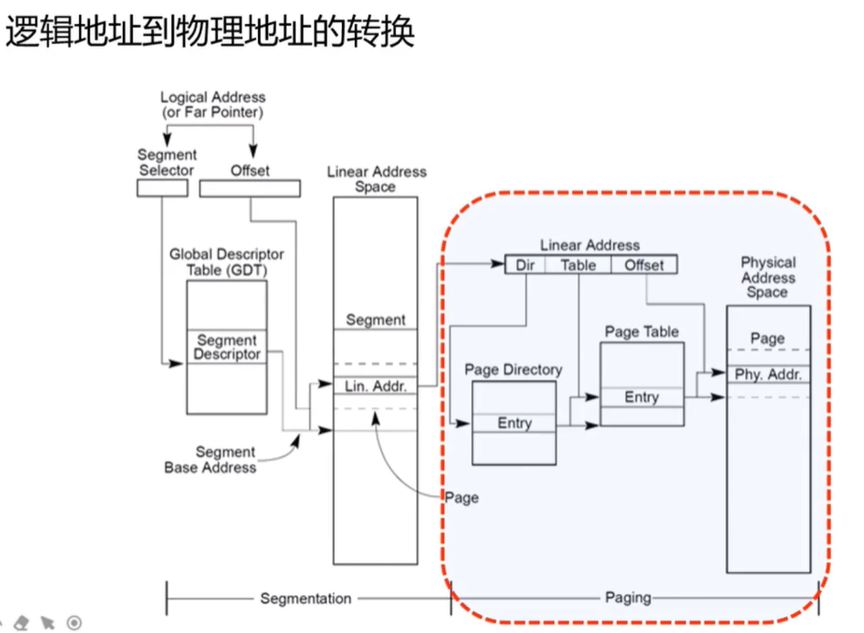 逻辑地址到物理地址的转换
Logical Address
(or Far Pointer)
Segment
Selector
Offset
Linear Address
Space
Global Descriptor
Table (GDT)
Segment
Descriptor
Segment
Lin. Addr.
Segment
Base Address
Page
Linear Address
Dir
Table
Offset
Physical
Address
Space
Page Table
Page
Page Directory
Phy. Addr.
Entry
Entry
Segmentation
Paging